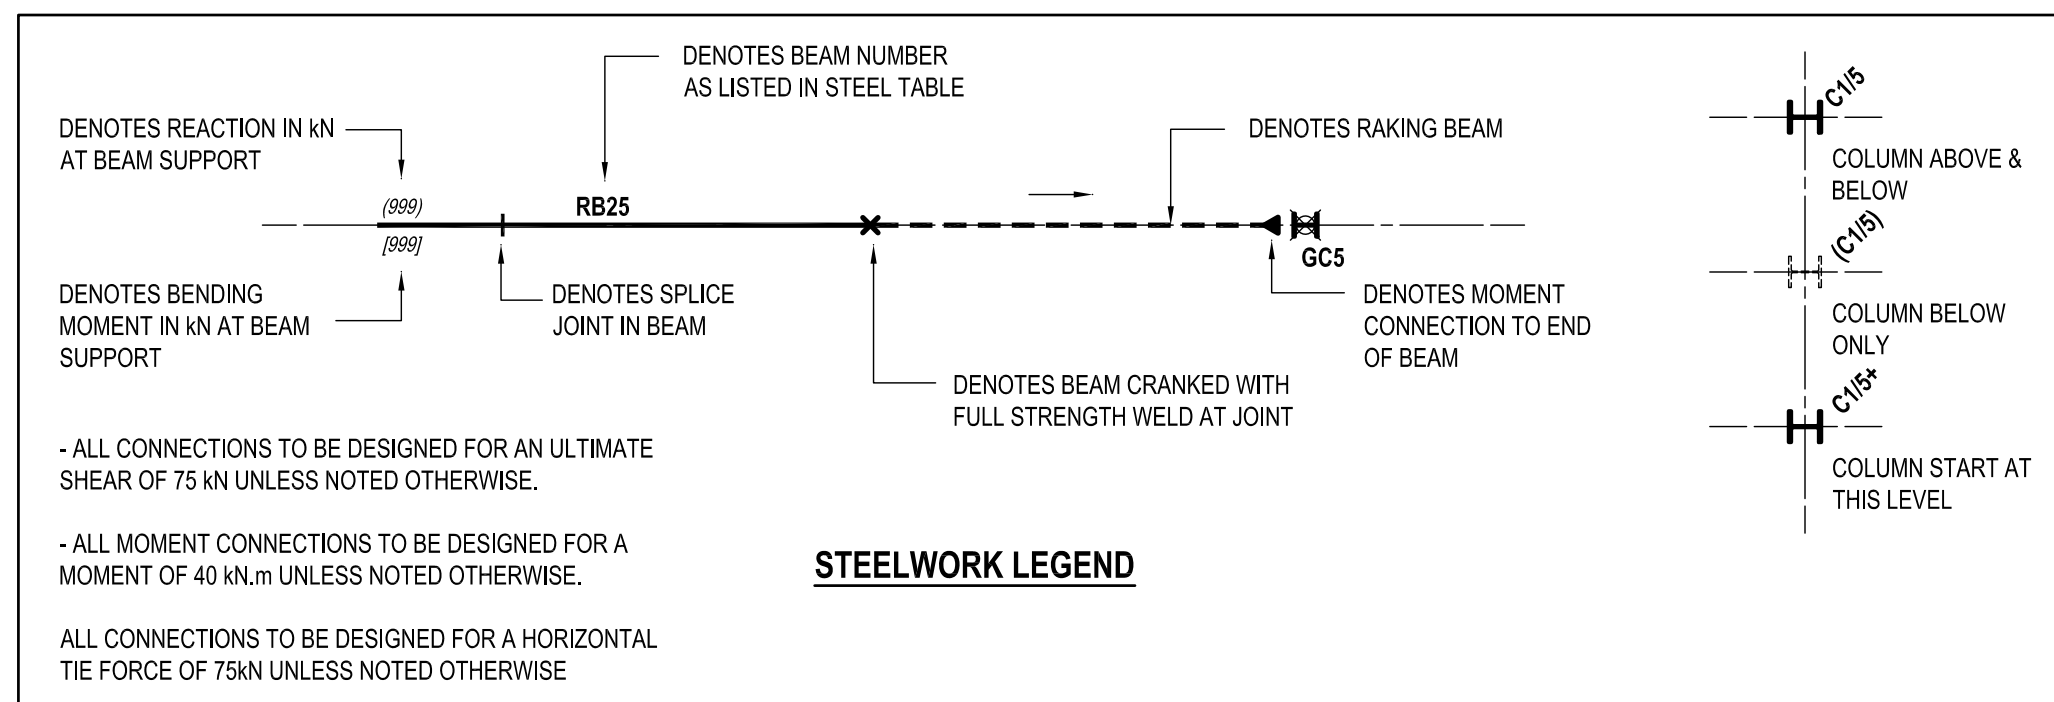 DENOTES BEAM NUMBER
AS LISTED IN STEEL TABLE
DENOTES REACTION IN kN
AT BEAM SUPPORT
DENOTES RAKING BEAM
(999)
RB25
[999]
GC5
DENOTES BENDING
MOMENT IN kN AT BEAM
SUPPORT
DENOTES SPLICE
JOINT IN BEAM
DENOTES MOMENT
CONNECTION TO END
OF BEAM
DENOTES BEAM CRANKED WITH
FULL STRENGTH WELD AT JOINT
C1/5
COLUMN ABOVE &
BELOW
(C1/5)
COLUMN BELOW
ONLY
C1/5+
COLUMN START AT
THIS LEVEL
- ALL CONNECTIONS TO BE DESIGNED FOR AN ULTIMATE
SHEAR OF 75 kN UNLESS NOTED OTHERWISE.
- ALL MOMENT CONNECTIONS TO BE DESIGNED FOR A
MOMENT OF 40 kN.m UNLESS NOTED OTHERWISE.
ALL CONNECTIONS TO BE DESIGNED FOR A HORIZONTAL
TIE FORCE OF 75kN UNLESS NOTED OTHERWISE
STEELWORK LEGEND